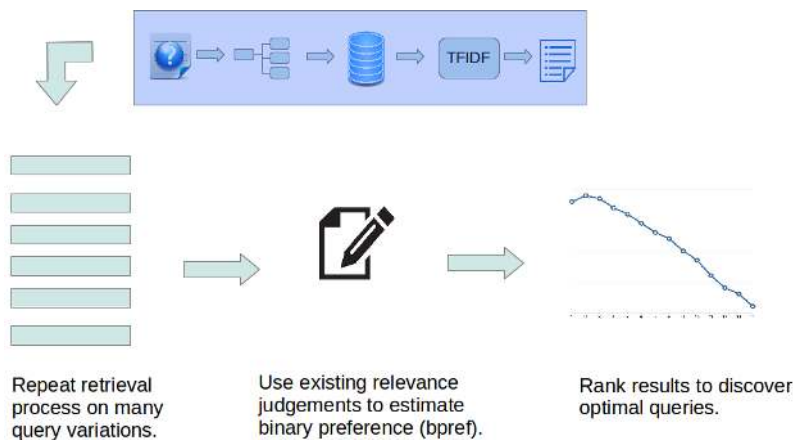 TFIDF
Repeat retrieval
process on many
query variations.
Use existing relevance
judgements to estimate
binary preference (bpref).
Rank results to discover
optimal queries.